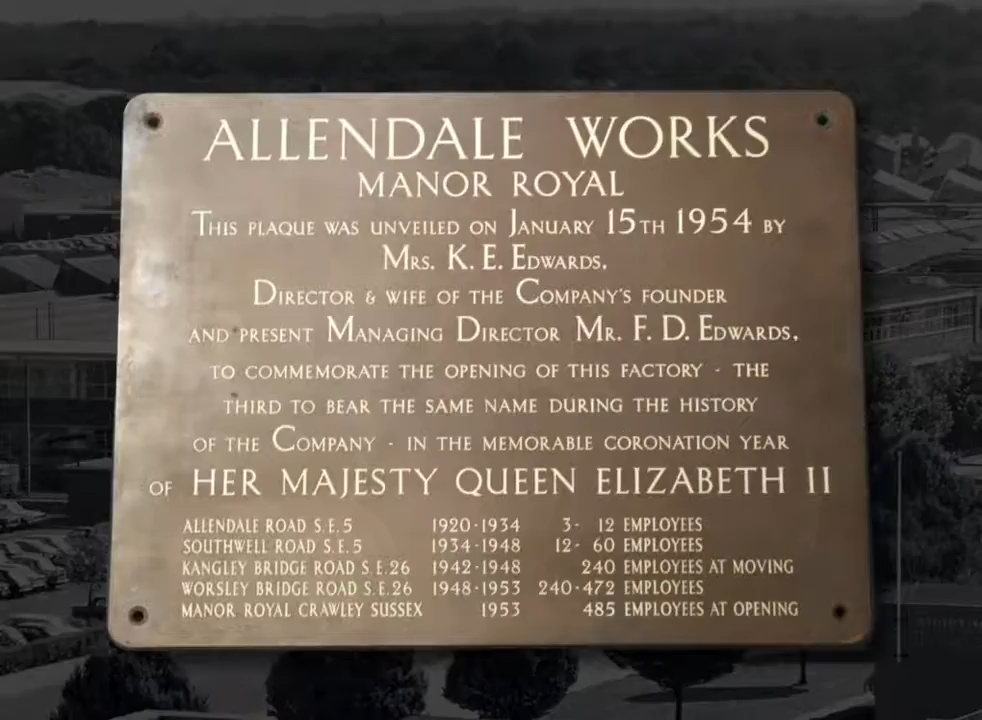 ALLENDALE WORKS
MANOR ROYAL
THIS PLAQUE WAS UNVEILED ON JANUARY 15TH 1954 BY
MRS. K. E. EDWARDS.
DIRECTOR & WIFE OF THE COMPANY'S FOUNDER
AND PRESENT MANAGING DIRECTOR MR. F. D. EDWARDS,
TO COMMEMORATE THE OPENING OF THIS FACTORY - THE
THIRD TO BEAR THE SAME NAME DURING THE HISTORY
OF THE COMPANY - IN THE MEMORABLE CORONATION YEAR
OF HER MAJESTY QUEEN ELIZABETH II
ALLENDALE ROAD S.E.5 1920-1934 3- 12 EMPLOYEES
SOUTHWELL ROAD S.E.5 1934-1948 12- 60 EMPLOYEES
KANGLEY BRIDGE ROAD S.E.26 1942-1948 240 EMPLOYEES AT MOVING
WORSLEY BRIDGE ROAD S.E.26 1948-1953 240-472 EMPLOYEES
MANOR ROYAL CRAWLEY SUSSEX 1953 485 EMPLOYEES AT OPENING